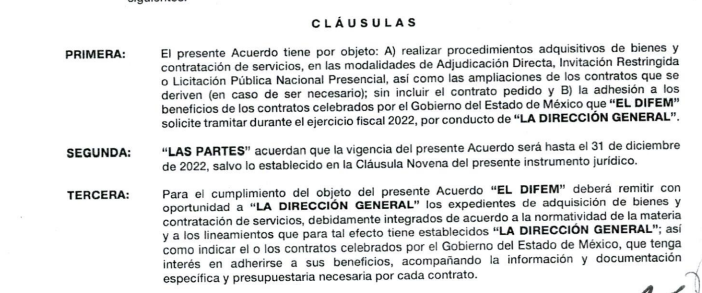 siguientes:
CLÁUSULAS
PRIMERA: El presente Acuerdo tiene por objeto: A) realizar procedimientos adquisitivos de bienes y
contratación de servicios, en las modalidades de Adjudicación Directa, Invitación Restringida
o Licitación Pública Nacional Presencial, así como las ampliaciones de los contratos que se
deriven (en caso de ser necesario); sin incluir el contrato pedido y B) la adhesión a los
beneficios de los contratos celebrados por el Gobierno del Estado de México que "EL DIFEM"
solicite tramitar durante el ejercicio fiscal 2022, por conducto de "LA DIRECCIÓN GENERAL".
SEGUNDA: "LAS PARTES" acuerdan que la vigencia del presente Acuerdo será hasta el 31 de diciembre
de 2022, salvo lo establecido en la Cláusula Novena del presente instrumento jurídico.
TERCERA: Para el cumplimiento del objeto del presente Acuerdo "EL DIFEM" deberá remitir con
oportunidad a "LA DIRECCIÓN GENERAL" los expedientes de adquisición de bienes y
contratación de servicios, debidamente integrados de acuerdo a la normatividad de la materia
y a los lineamientos que para tal efecto tiene establecidos "LA DIRECCIÓN GENERAL"; así
como indicar el o los contratos celebrados por el Gobierno del Estado de México, que tenga
interés en adherirse a sus beneficios, acompañando la información y documentación
específica y presupuestaria necesaria por cada contrato.